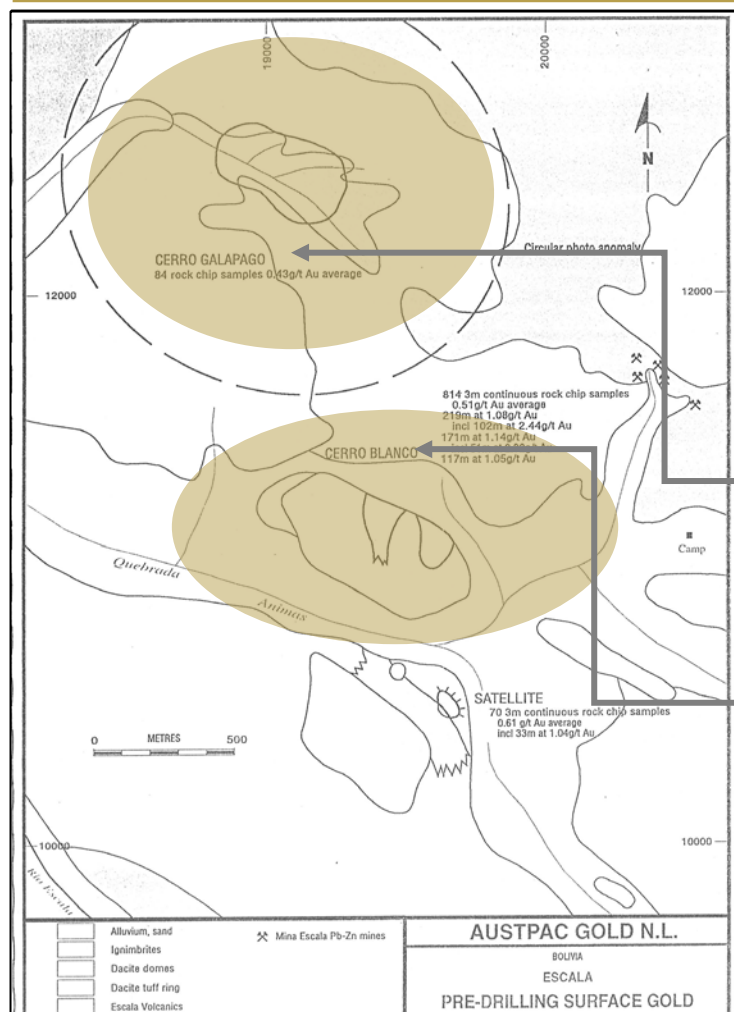 19000
20000
N
Circular photo anomaly
CERRO GALAPAGO
84 rock chip samples 0.43g/t Au average
12000
12000
814 3m continuous rock chip samples
0.51g/t Au average
219m at 1.08g/t Au
incl 102m at 2.44g/t Au
171m at 1.14g/t Au
117m at 1.05g/t Au
CERRO BLANCO
Camp
Quebrada
Animas
SATELLITE
70 3m continuous rock chip samples
0.61 g/t Au average
incl 33m at 1.04g/t Au
0 METRES 500
10000
10000
Rio Escala
Alluvium, sand
Ignimbrites
Dacite domes
Dacite tuff ring
Escala Volcanics
Mina Escala Pb-Zn mines
AUSTPAC GOLD N.L.
BOLIVIA
ESCALA
PRE-DRILLING SURFACE GOLD